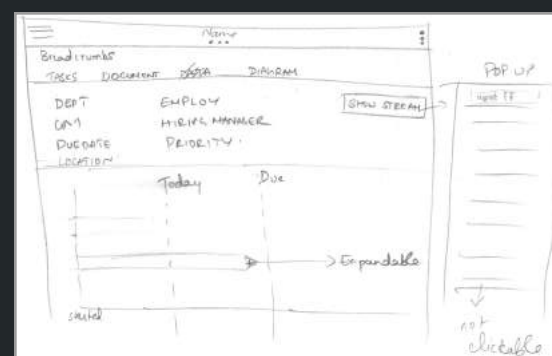 Name
Breadcrumbs
TASKS DOCUMENT DATA DIAGRAM
DEPT EMPLOY
HIRING MANAGER
DUE DATE PRIORITY.
LOCATION
SHOW STREAM
Today Due
Expandable
started
POP UP
input
not
clickable